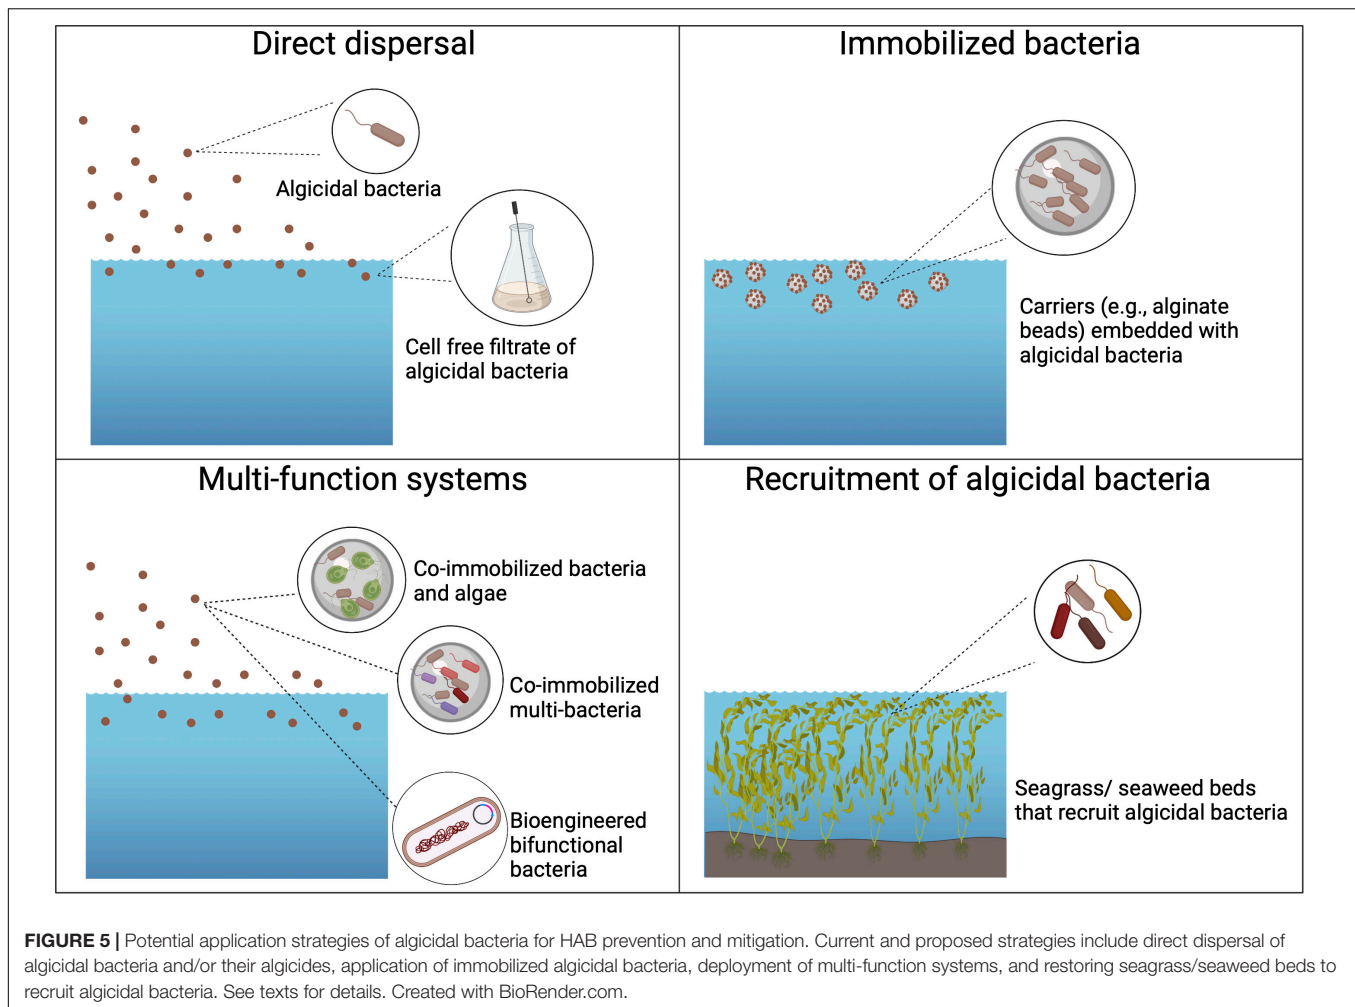 Direct dispersal
Algicidal bacteria
Cell free filtrate of
algicidal bacteria
Immobilized bacteria
Carriers (e.g., alginate
beads) embedded with
algicidal bacteria
Multi-function systems
Co-immobilized bacteria
and algae
Co-immobilized
multi-bacteria
Bioengineered
bifunctional
bacteria
Recruitment of algicidal bacteria
Seagrass/ seaweed beds
that recruit algicidal bacteria
FIGURE 5 | Potential application strategies of algicidal bacteria for HAB prevention and mitigation. Current and proposed strategies include direct dispersal of
algicidal bacteria and/or their algicides, application of immobilized algicidal bacteria, deployment of multi-function systems, and restoring seagrass/seaweed beds to
recruit algicidal bacteria. See texts for details. Created with BioRender.com.